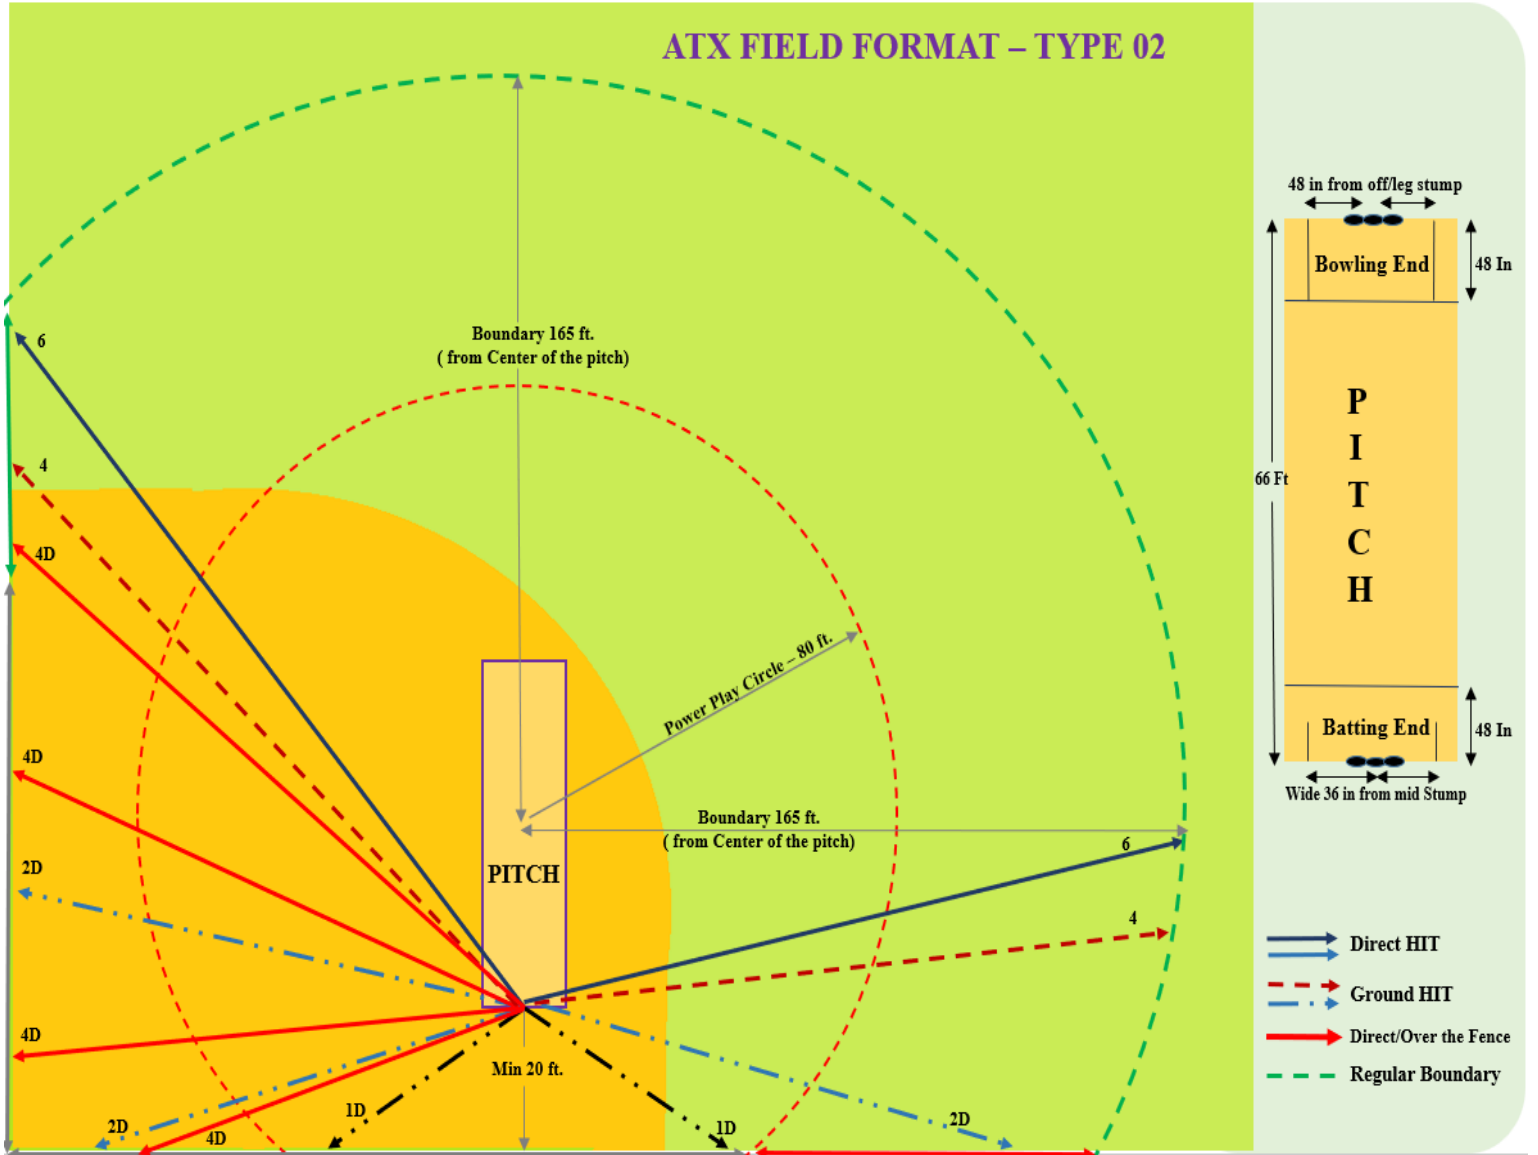 ATX FIELD FORMAT – TYPE 02
48 in from off/leg stump
Bowling End
48 In
6
Boundary 165 ft.
( from Center of the pitch)
P
I
T
C
H
4
66 Ft
4D
Power Play Circle – 80 ft.
Batting End
48 In
4D
Wide 36 in from mid Stump
Boundary 165 ft.
( from Center of the pitch)
6
2D
PITCH
4
Direct HIT
Ground HIT
4D
Direct/Over the Fence
Min 20 ft.
Regular Boundary
1D
2D
4D
1D
2D